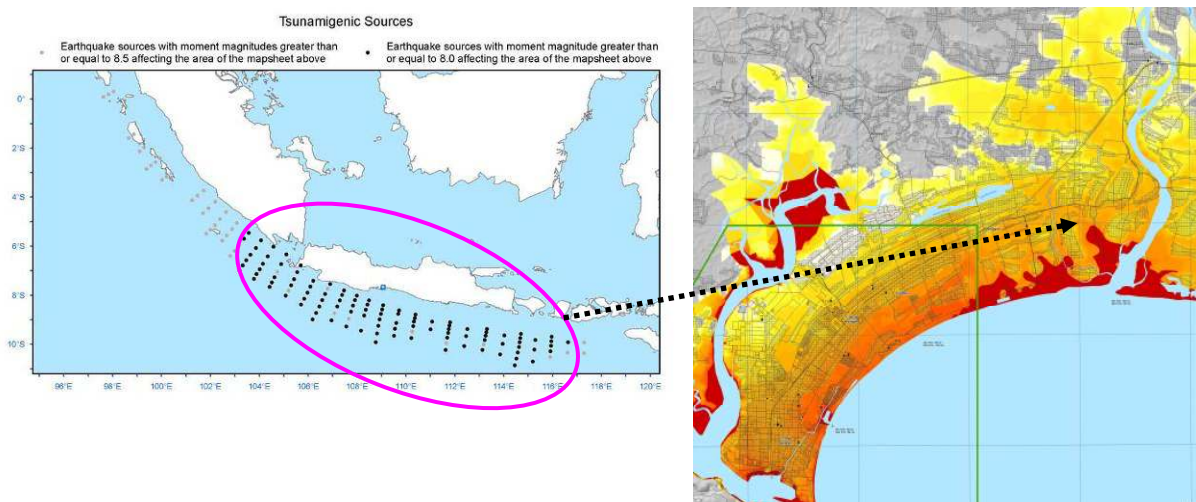 Tsunamigenic Sources
Earthquake sources with moment magnitudes greater than
or equal to 8.5 affecting the area of the mapsheet above
Earthquake sources with moment magnitude greater than
or equal to 8.0 affecting the area of the mapsheet above
0°
2°S
4°S
6°S
8°S
10°S
96°E 98°E 100°E 102°E 104°E 106°E 108°E 110°E 112°E 114°E 116°E 118°E 120°E